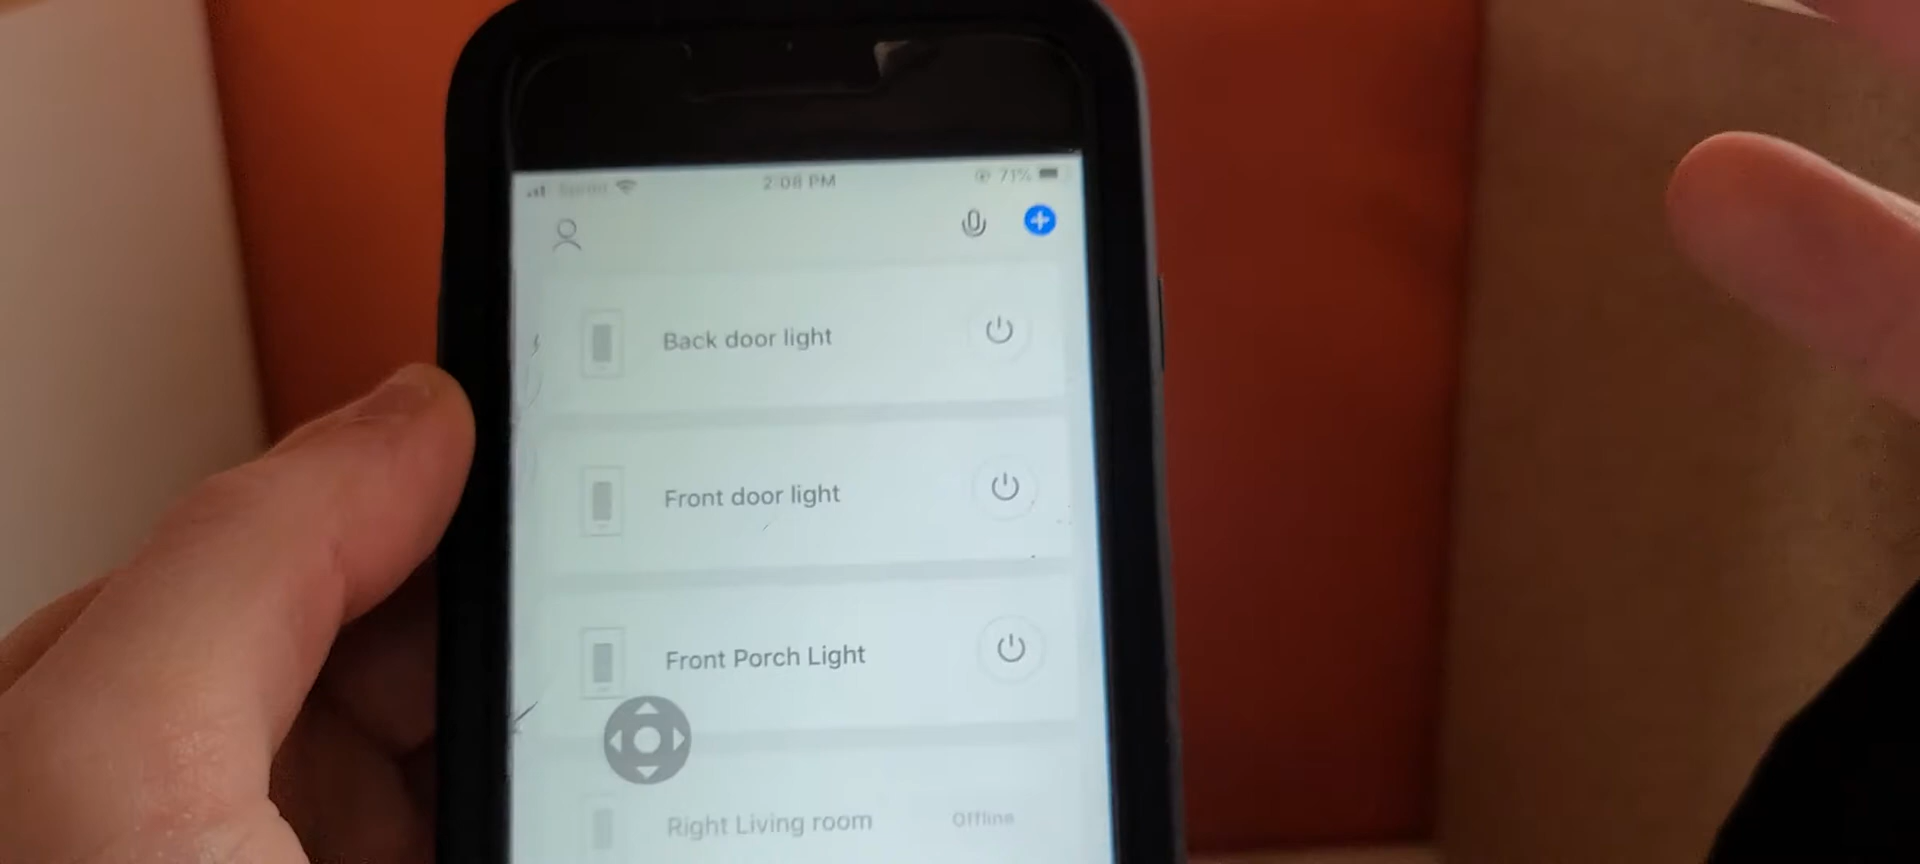 2:08 PM
71%
Back door light
Front door light
Front Porch Light
Right Living room
Offline